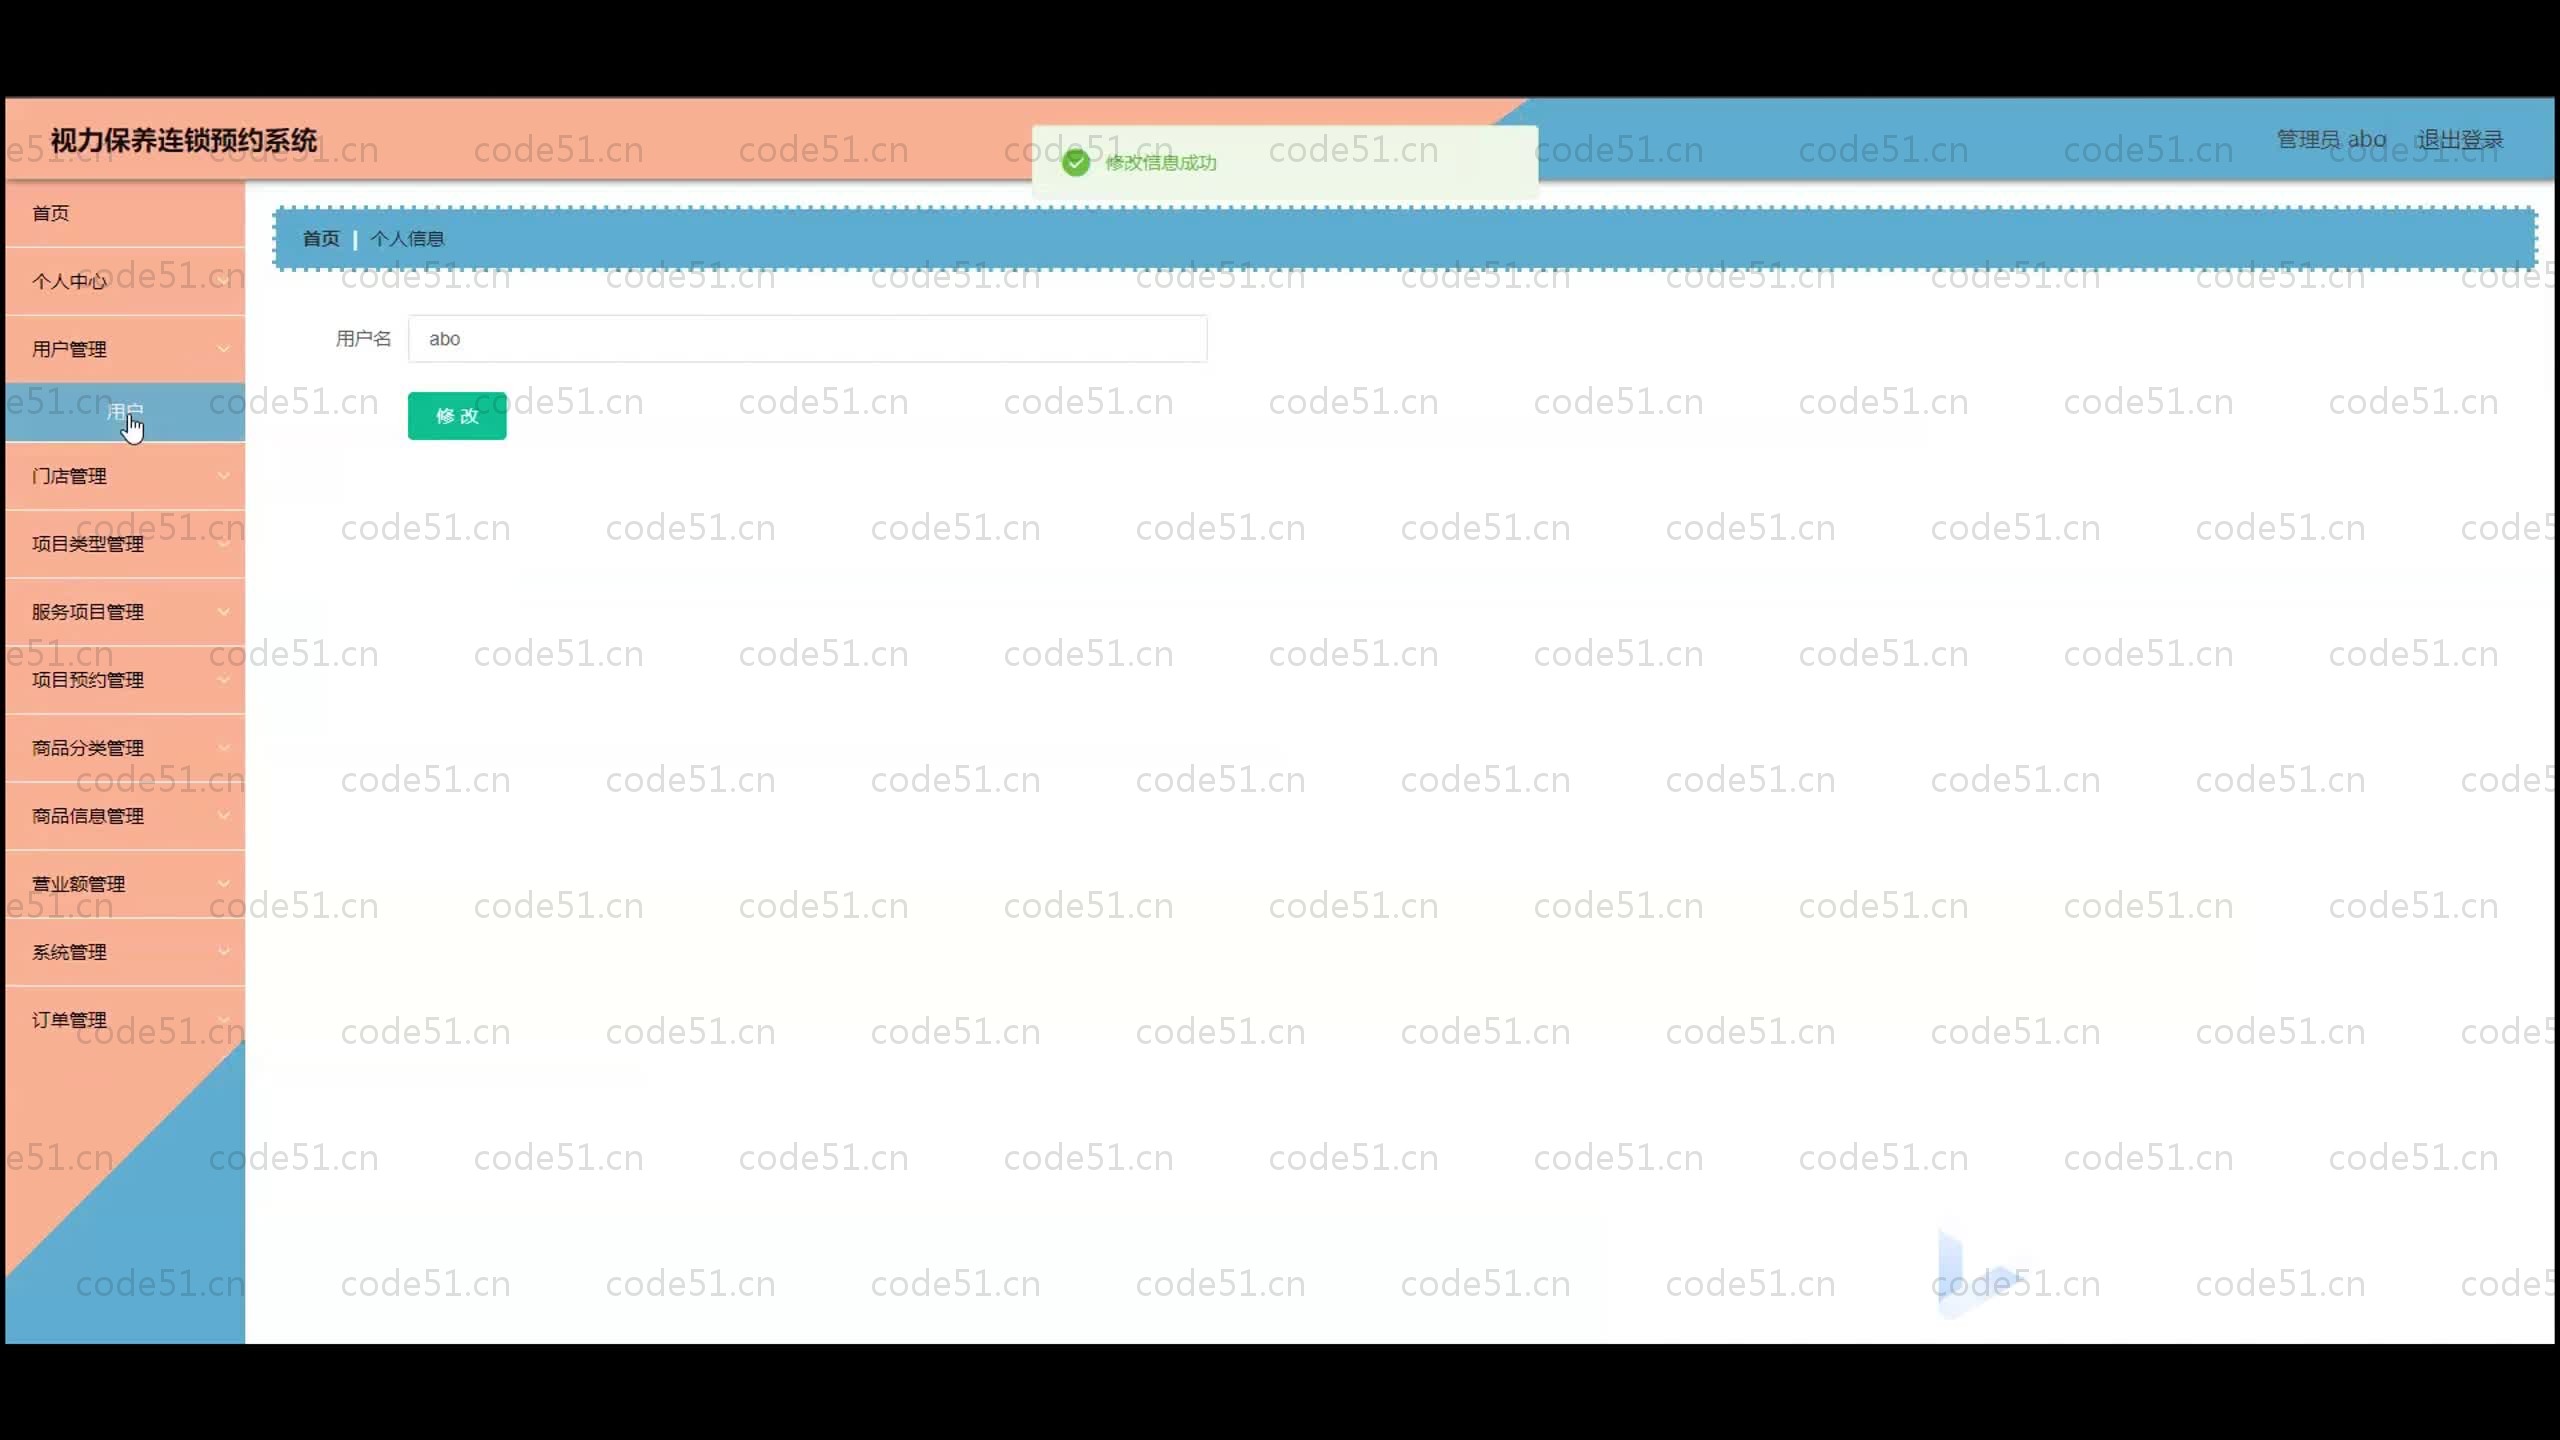 视力保养连锁预约系统
修改信息成功
管理员 abo 退出登录
首页
首页 | 个人信息
个人中心
用户名 abo
用户管理
用户
修 改
门店管理
项目类型管理
服务项目管理
项目预约管理
商品分类管理
商品信息管理
营业额管理
系统管理
订单管理
code51.cn